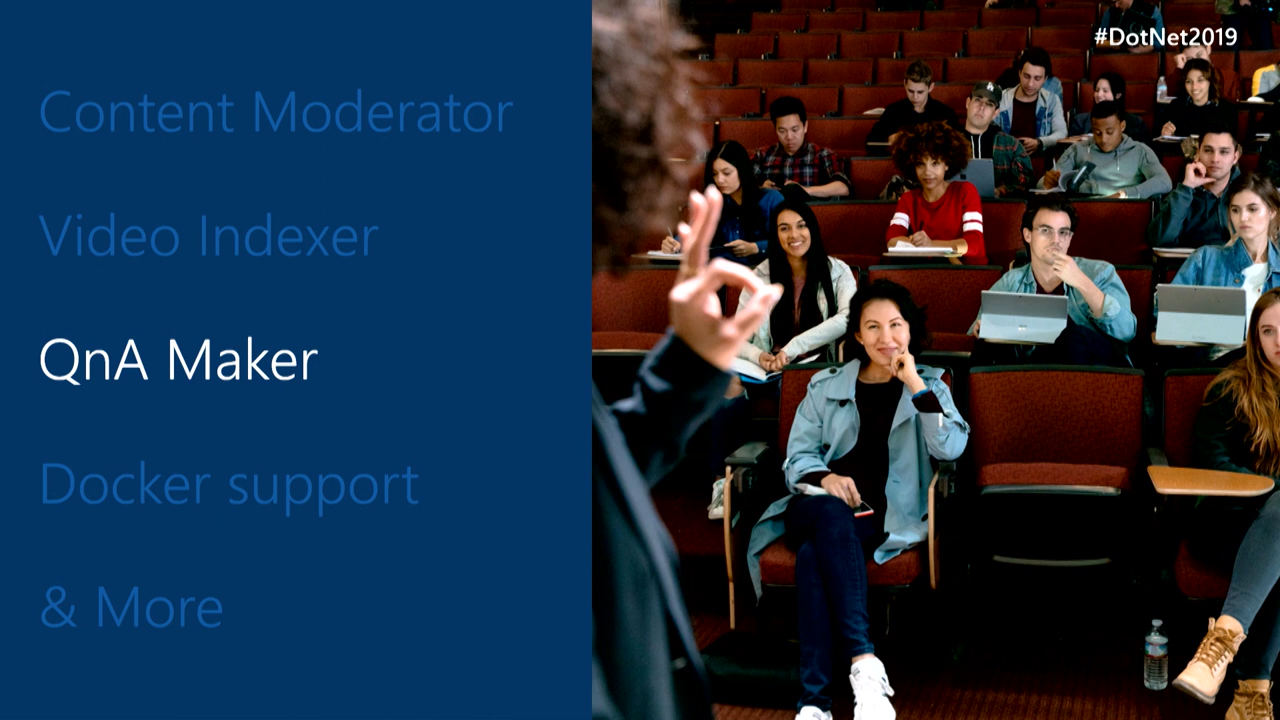 #DotNet2019
Content Moderator
Video Indexer
QnA Maker
Docker support
& More